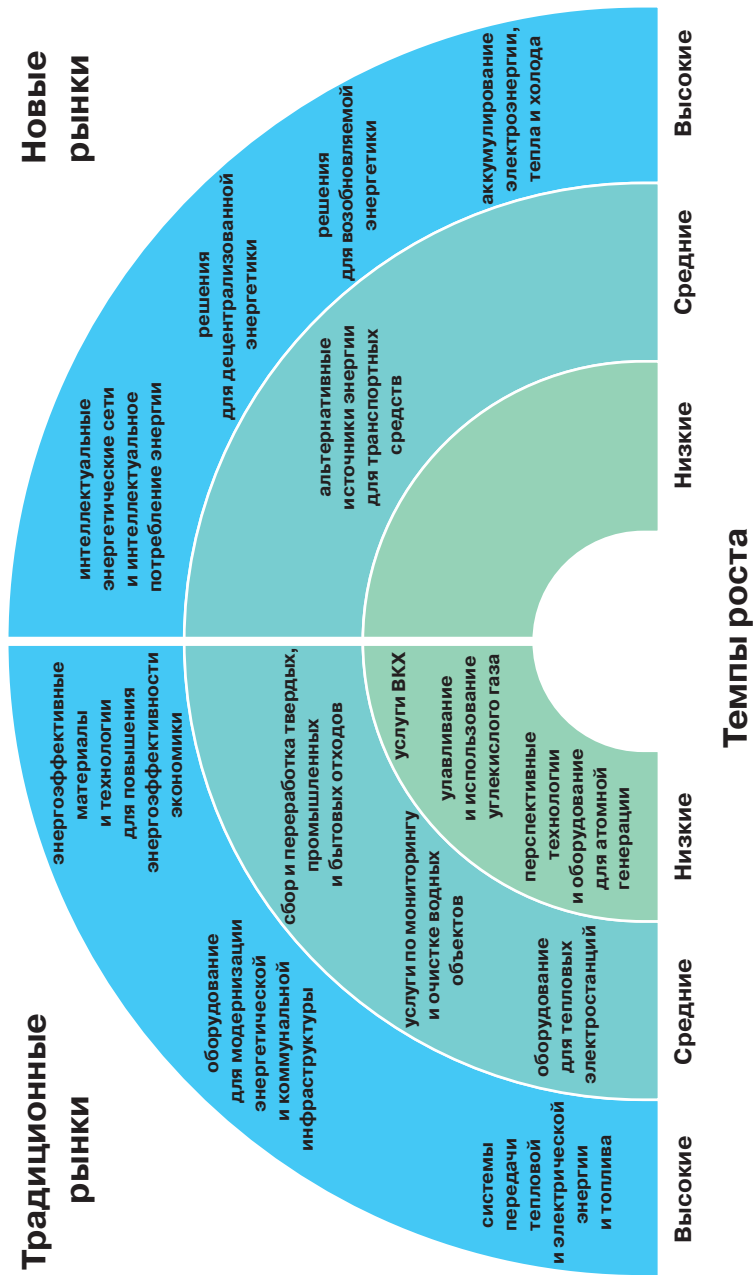 Традиционные
рынки
Новые
рынки
энергоэффективные
материалы
и технологии
для повышения
энергоэффективности
экономики
оборудование
для модернизации
энергетической
и коммунальной
инфраструктуры
системы
передачи
тепловой
и электрической
энергии
и топлива
сбор и переработка твердых,
промышленных
и бытовых отходов
услуги по мониторингу
и очистке водных
объектов
оборудование
для тепловых
электростанций
услуги ВКХ
улавливание
и использование
углекислого газа
перспективные
технологии
и оборудование
для атомной
генерации
интеллектуальные
энергетические сети
и интеллектуальное
потребление энергии
решения
для децентрализованной
энергетики
решения
для возобновляемой
энергетики
аккумулирование
электроэнергии,
тепла и холода
альтернативные
источники энергии
для транспортных
средств
Высокие
Средние
Низкие
Низкие
Средние
Высокие
Темпы роста